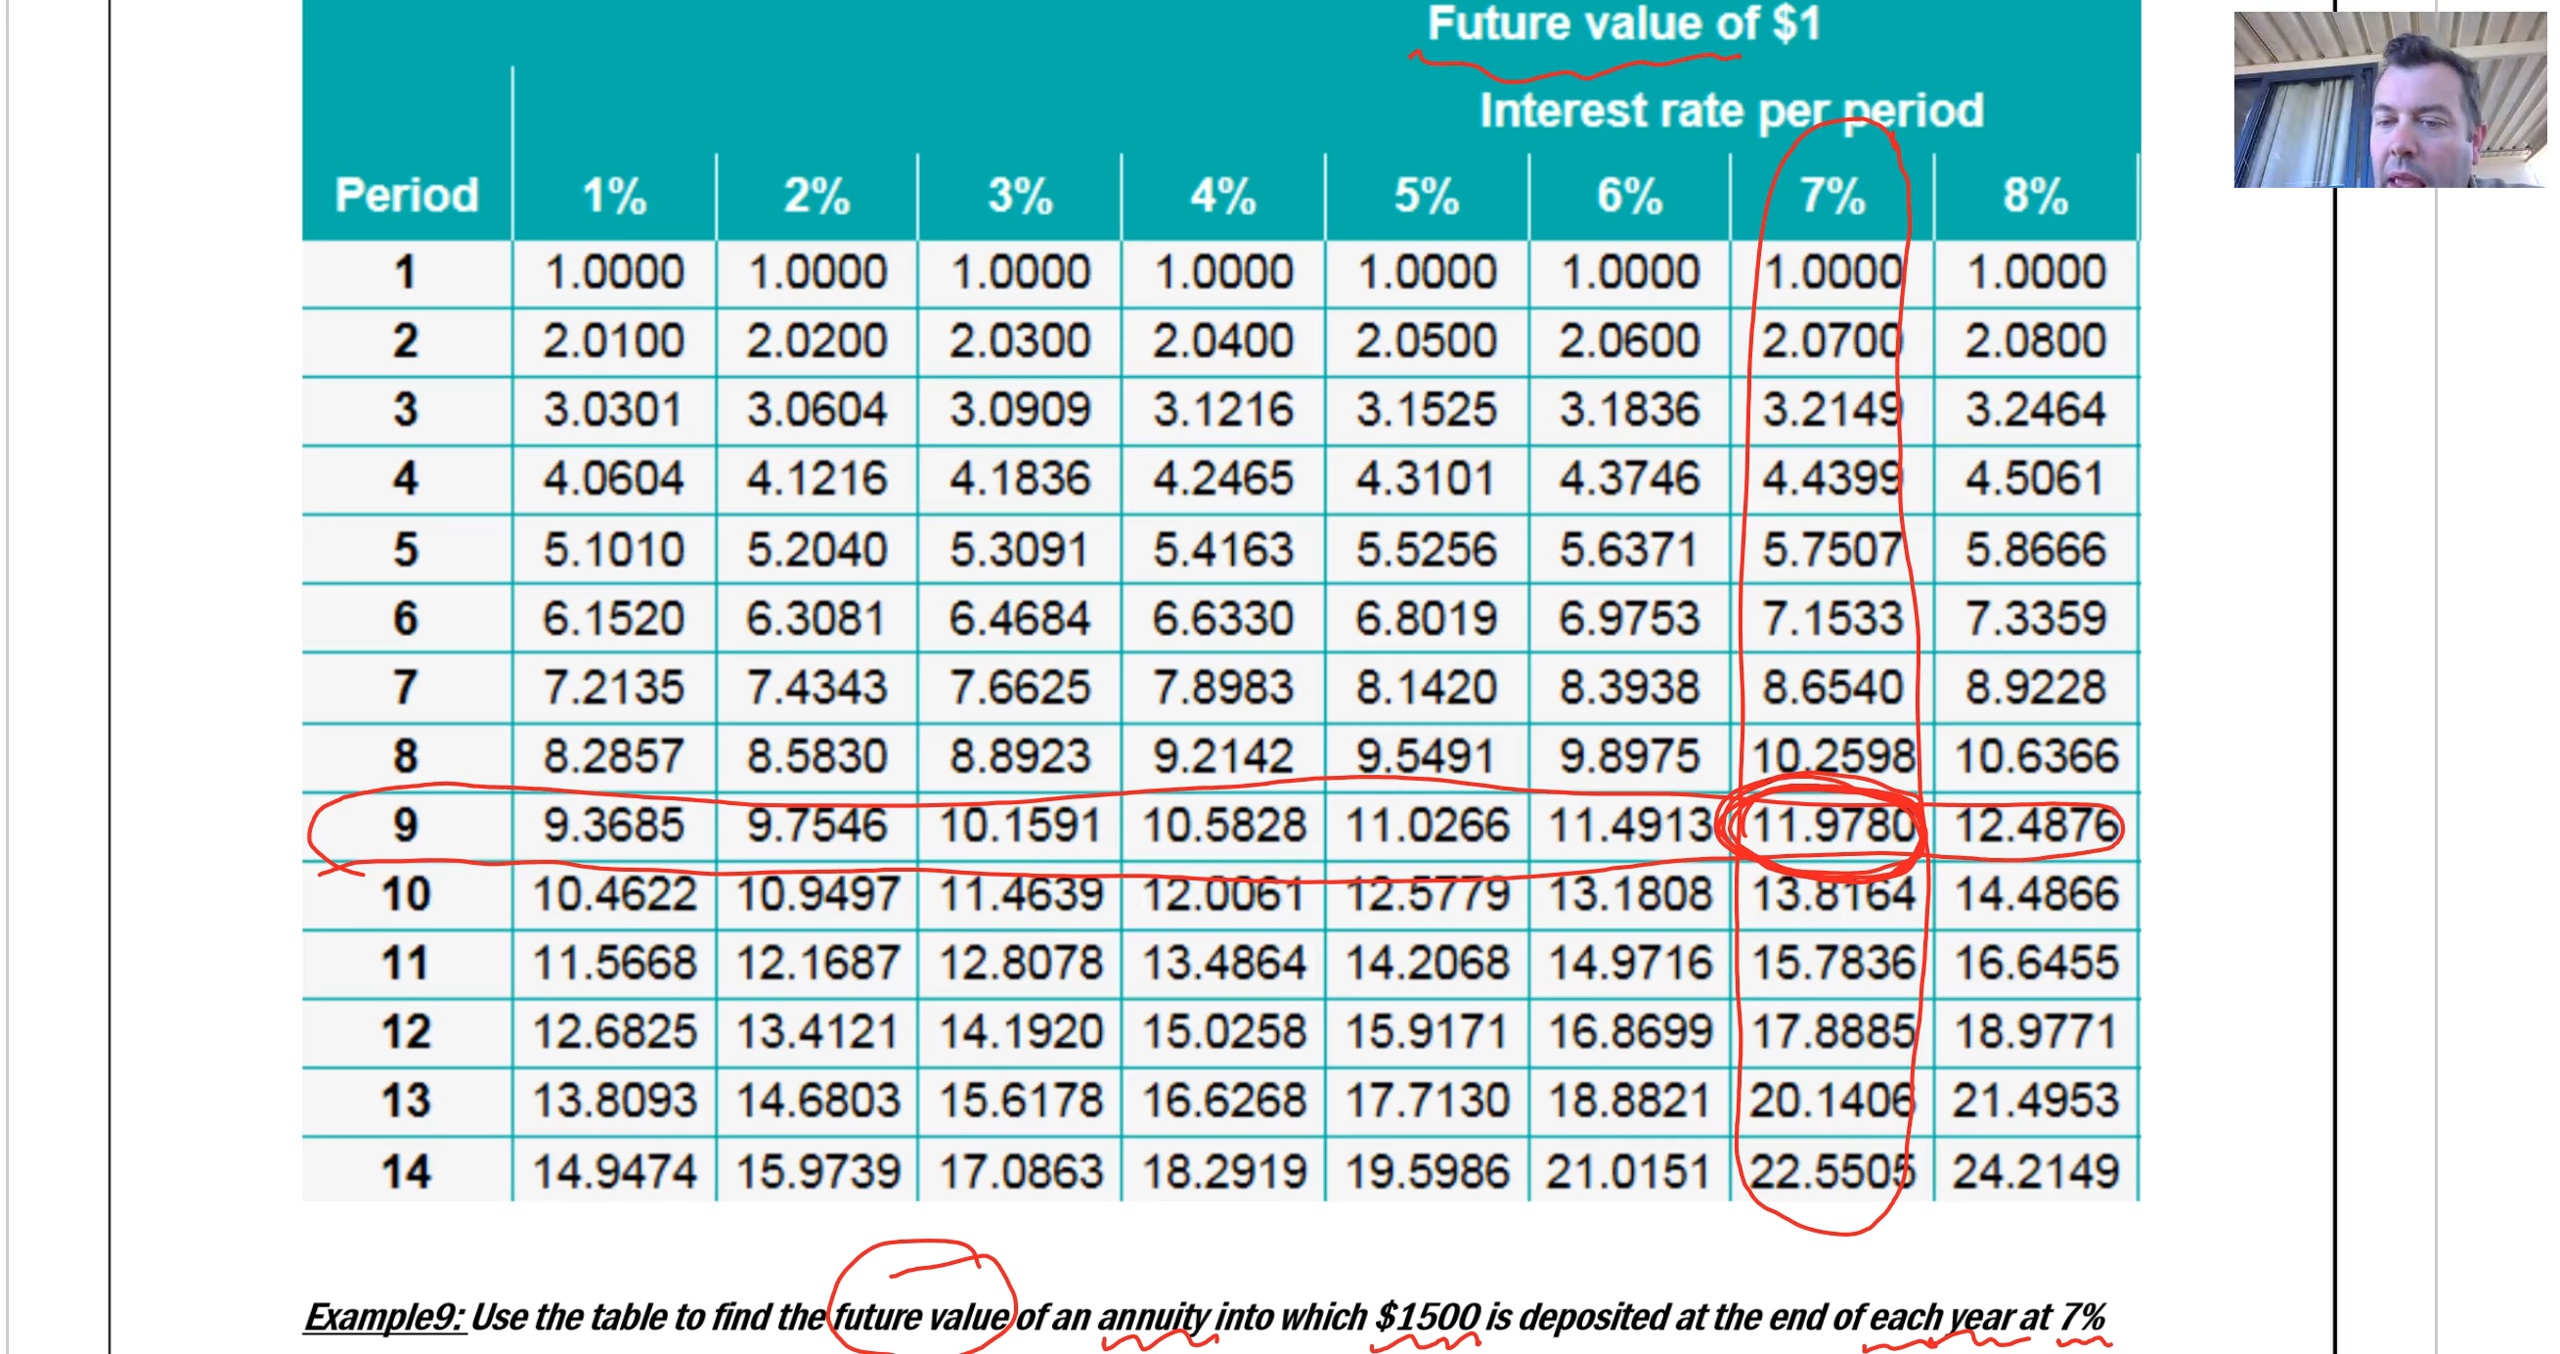 Future value of $1
Interest rate per period
Period 1% 2% 3% 4% 5% 6% 7% 8%
1 1.0000 1.0000 1.0000 1.0000 1.0000 1.0000 1.0000 1.0000
2 2.0100 2.0200 2.0300 2.0400 2.0500 2.0600 2.0700 2.0800
3 3.0301 3.0604 3.0909 3.1216 3.1525 3.1836 3.2149 3.2464
4 4.0604 4.1216 4.1836 4.2465 4.3101 4.3746 4.4399 4.5061
5 5.1010 5.2040 5.3091 5.4163 5.5256 5.6371 5.7507 5.8666
6 6.1520 6.3081 6.4684 6.6330 6.8019 6.9753 7.1533 7.3359
7 7.2135 7.4343 7.6625 7.8983 8.1420 8.3938 8.6540 8.9228
8 8.2857 8.5830 8.8923 9.2142 9.5491 9.8975 10.2598 10.6366
9 9.3685 9.7546 10.1591 10.5828 11.0266 11.4913 11.9780 12.4876
10 10.4622 10.9497 11.4639 12.0061 12.5779 13.1808 13.8164 14.4866
11 11.5668 12.1687 12.8078 13.4864 14.2068 14.9716 15.7836 16.6455
12 12.6825 13.4121 14.1920 15.0258 15.9171 16.8699 17.8885 18.9771
13 13.8093 14.6803 15.6178 16.6268 17.7130 18.8821 20.1406 21.4953
14 14.9474 15.9739 17.0863 18.2919 19.5986 21.0151 22.5505 24.2149
Example9: Use the table to find the future value of an annuity into which $1500 is deposited at the end of each year at 7%